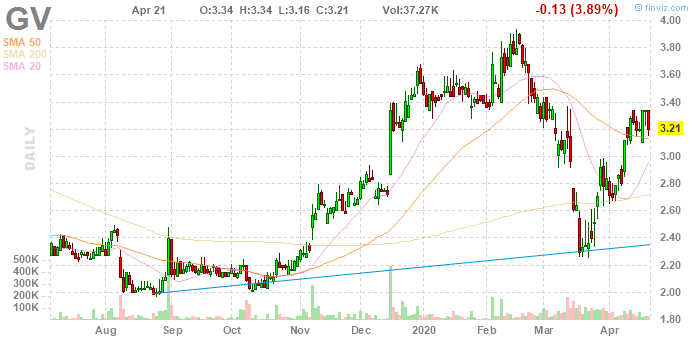 GV Apr 21 O:3.34 H:3.34 L:3.16 C:3.21 Vol:37.27K -0.13 (3.89%)
© finviz.com
SMA 50
SMA 200
SMA 20
DAILY
4.00
3.80
3.60
3.40
3.21
3.00
2.80
2.60
2.40
2.20
2.00
1.80
500K
400K
300K
200K
100K
Aug Sep Oct Nov Dec 2020 Feb Mar Apr